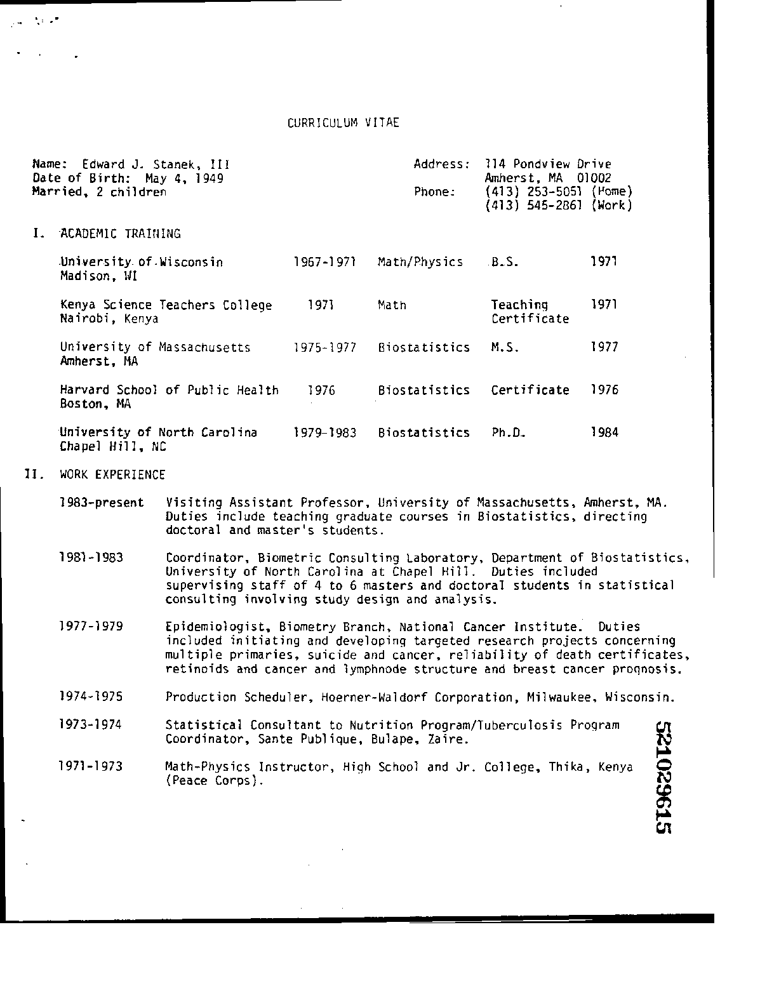 CURRICULUM VITAE
Name: Edward J. Stanek, III Address: 114 Pondview Drive
Date of Birth: May 4, 1949 Amherst, MA 01002
Married, 2 children Phone: (413) 253-5051 (Home)
(413) 545-2861 (Work)
I. ACADEMIC TRAINING
University of Wisconsin 1967-1971 Math/Physics B.S. 1971
Madison, WI
Kenya Science Teachers College 1971 Math Teaching 1971
Nairobi, Kenya Certificate
University of Massachusetts 1975-1977 Biostatistics M.S. 1977
Amherst, MA
Harvard School of Public Health 1976 Biostatistics Certificate 1976
Boston, MA
University of North Carolina 1979-1983 Biostatistics Ph.D. 1984
Chapel Hill, NC
II. WORK EXPERIENCE
1983-present Visiting Assistant Professor, University of Massachusetts, Amherst, MA.
Duties include teaching graduate courses in Biostatistics, directing
doctoral and master's students.
1981-1983 Coordinator, Biometric Consulting Laboratory, Department of Biostatistics,
University of North Carolina at Chapel Hill. Duties included
supervising staff of 4 to 6 masters and doctoral students in statistical
consulting involving study design and analysis.
1977-1979 Epidemiologist, Biometry Branch, National Cancer Institute. Duties
included initiating and developing targeted research projects concerning
multiple primaries, suicide and cancer, reliability of death certificates,
retinoids and cancer and lymphnode structure and breast cancer prognosis.
1974-1975 Production Scheduler, Hoerner-Waldorf Corporation, Milwaukee, Wisconsin.
1973-1974 Statistical Consultant to Nutrition Program/Tuberculosis Program
Coordinator, Sante Publique, Bulape, Zaire.
1971-1973 Math-Physics Instructor, High School and Jr. College, Thika, Kenya
(Peace Corps).
521029615